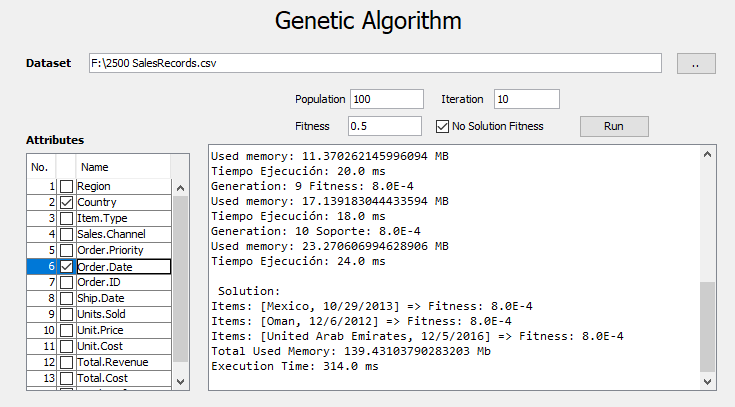 Genetic Algorithm
Dataset F:\2500 SalesRecords.csv ..
Population 100 Iteration 10
Fitness 0.5 No Solution Fitness Run
Attributes
No. Name
1 Region
2 Country
3 Item.Type
4 Sales.Channel
5 Order.Priority
6 Order.Date
7 Order.ID
8 Ship.Date
9 Units.Sold
10 Unit.Price
11 Unit.Cost
12 Total.Revenue
13 Total.Cost
Used memory: 11.370262145996094 MB
Tiempo Ejecución: 20.0 ms
Generation: 9 Fitness: 8.0E-4
Used memory: 17.139183044433594 MB
Tiempo Ejecución: 18.0 ms
Generation: 10 Soporte: 8.0E-4
Used memory: 23.270606994628906 MB
Tiempo Ejecución: 24.0 ms
Solution:
Items: [Mexico, 10/29/2013] => Fitness: 8.0E-4
Items: [Oman, 12/6/2012] => Fitness: 8.0E-4
Items: [United Arab Emirates, 12/5/2016] => Fitness: 8.0E-4
Total Used Memory: 139.43103790283203 Mb
Execution Time: 314.0 ms